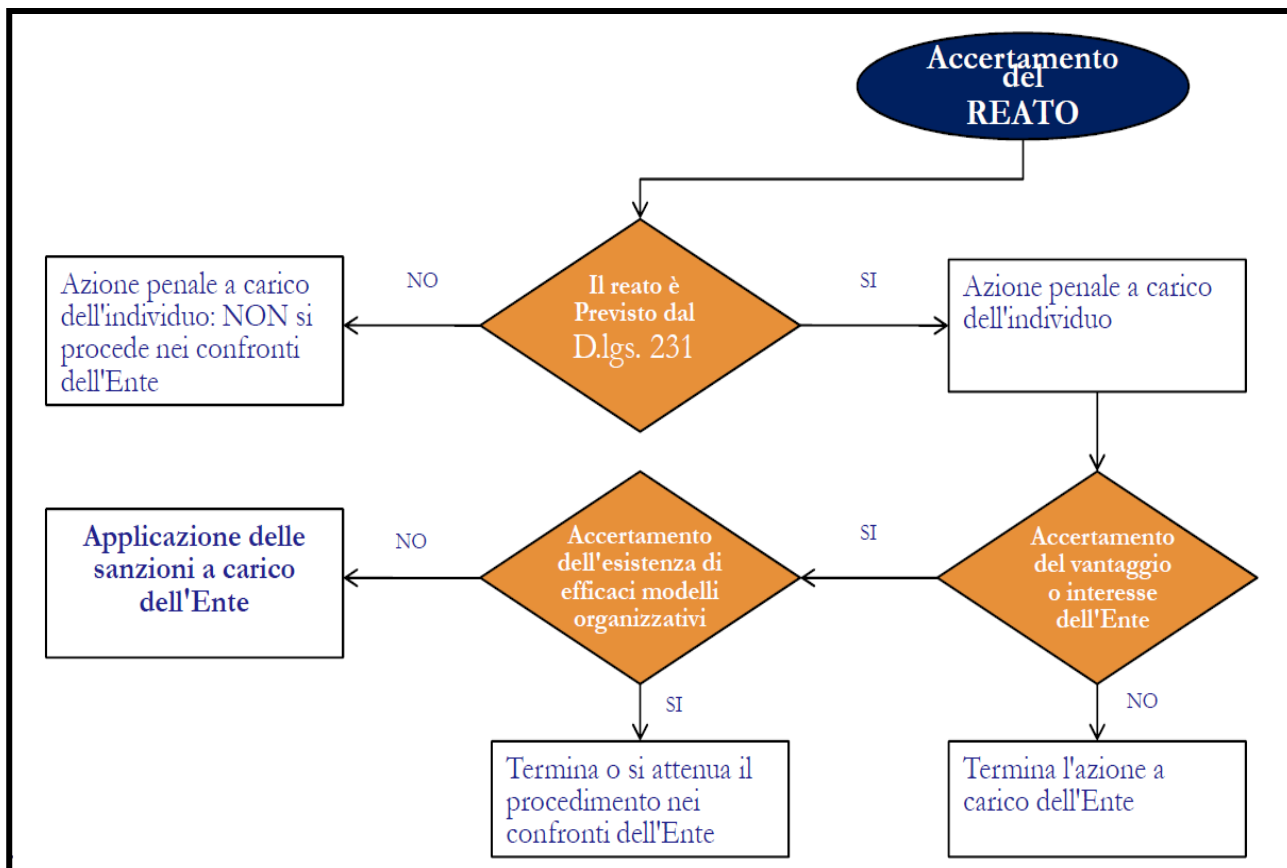 Accertamento
del
REATO
NO
Il reato è
Previsto dal
D.lgs. 231
SI
Azione penale a carico
dell'individuo: NON si
procede nei confronti
dell'Ente
Azione penale a carico
dell'individuo
Applicazione delle
sanzioni a carico
dell'Ente
NO
Accertamento
dell'esistenza di
efficaci modelli
organizzativi
SI
Accertamento
del vantaggio
o interesse
dell'Ente
SI
NO
Termina o si attenua il
procedimento nei
confronti dell'Ente
Termina l'azione a
carico dell'Ente